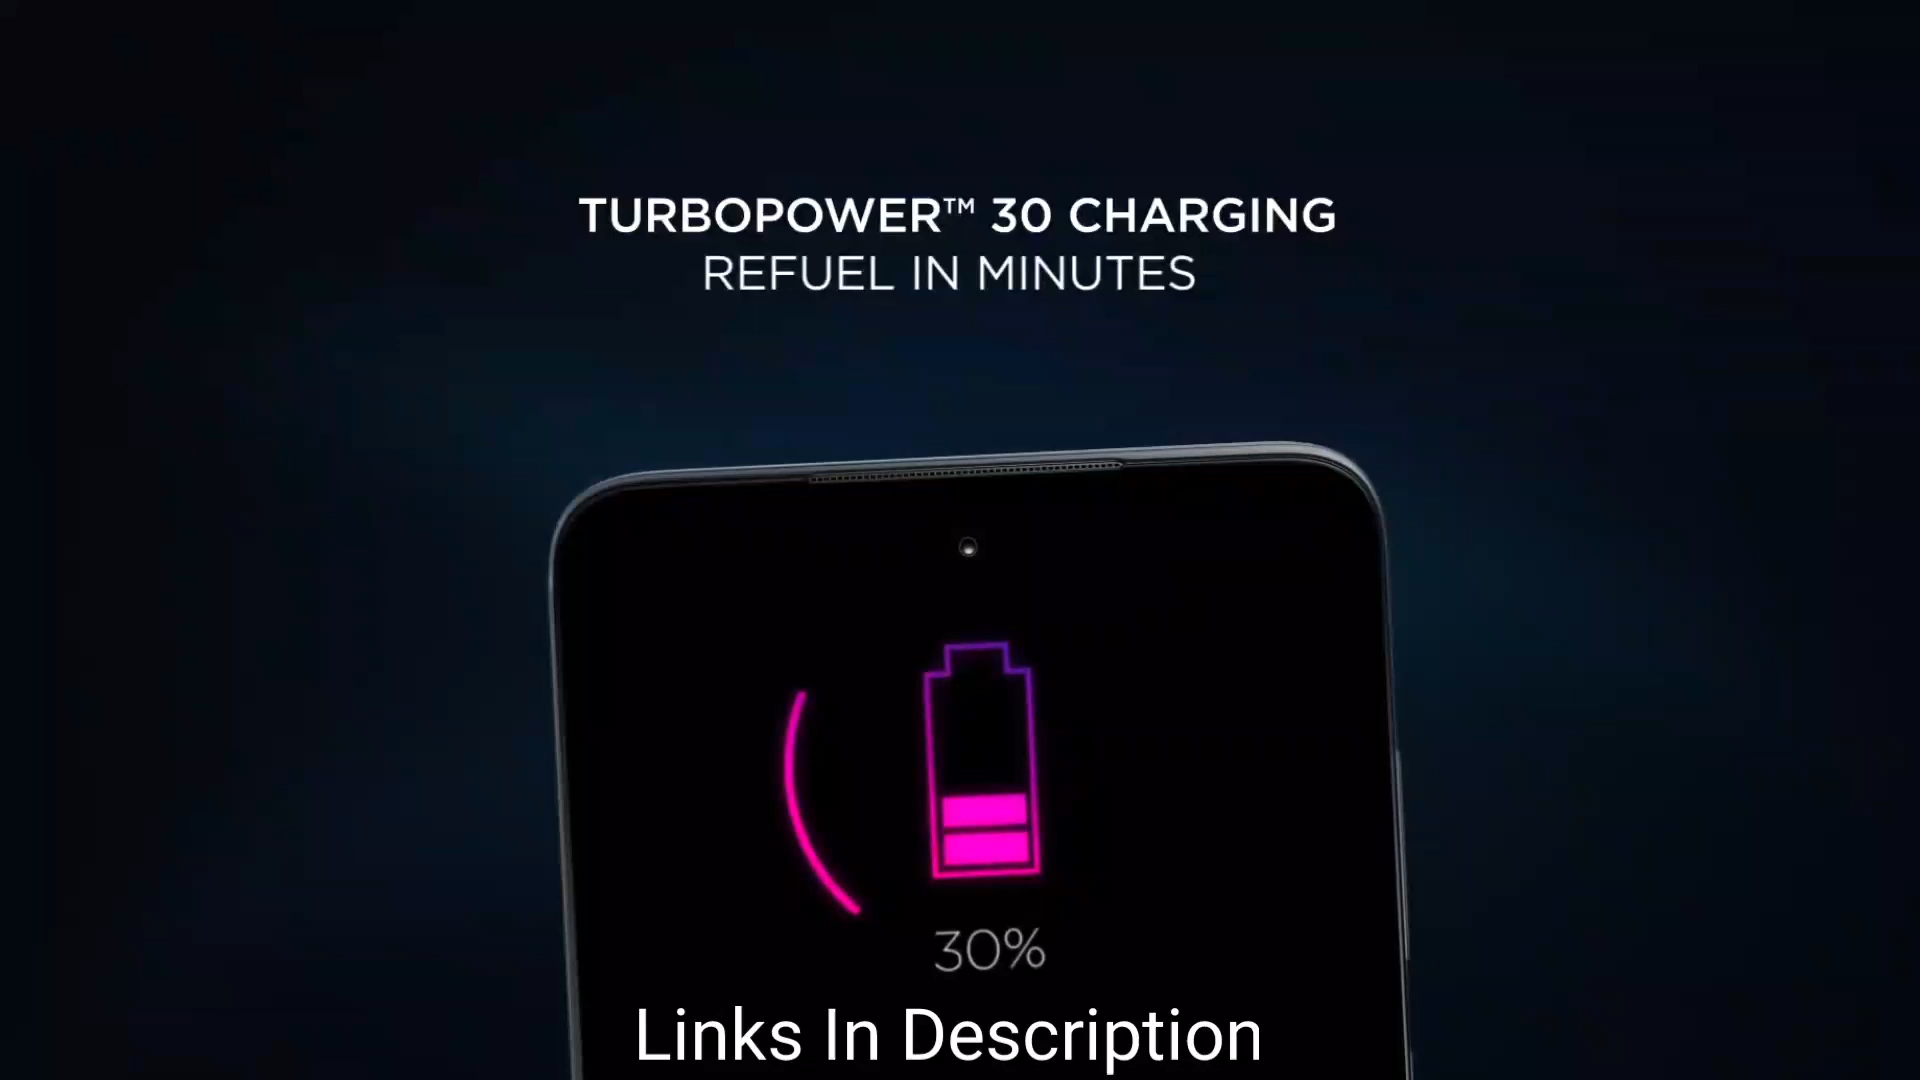 TURBOPOWER™ 30 CHARGING
REFUEL IN MINUTES
30%
Links In Description